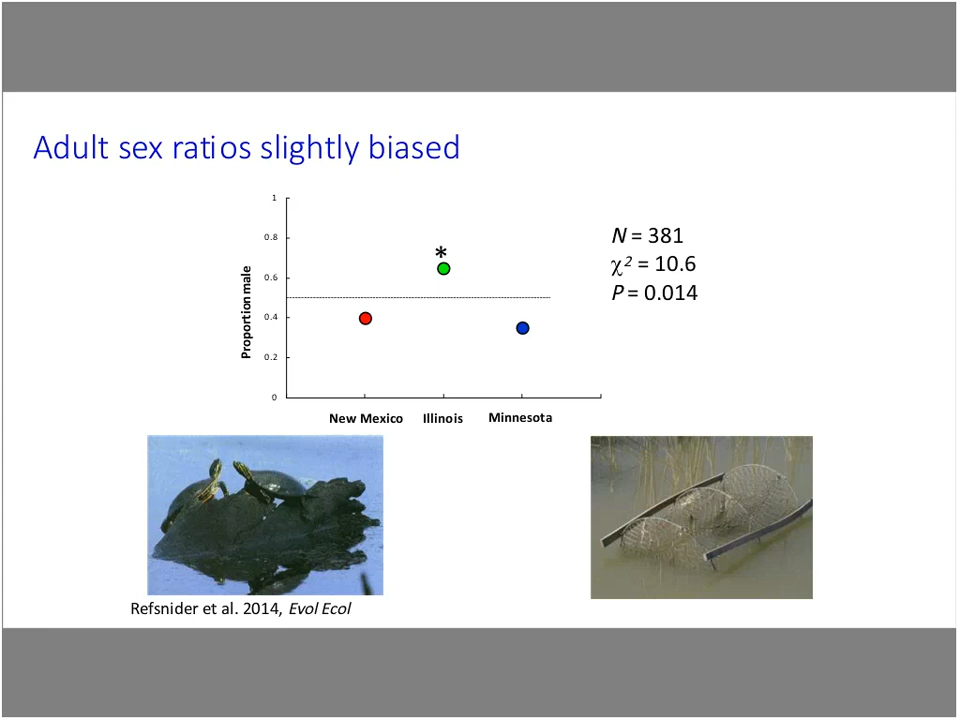 Adult sex ratios slightly biased
1
0.8
0.6
0.4
0.2
0
Proportion male
*
New Mexico Illinois Minnesota
N = 381
χ² = 10.6
P = 0.014
Refsnider et al. 2014, Evol Ecol